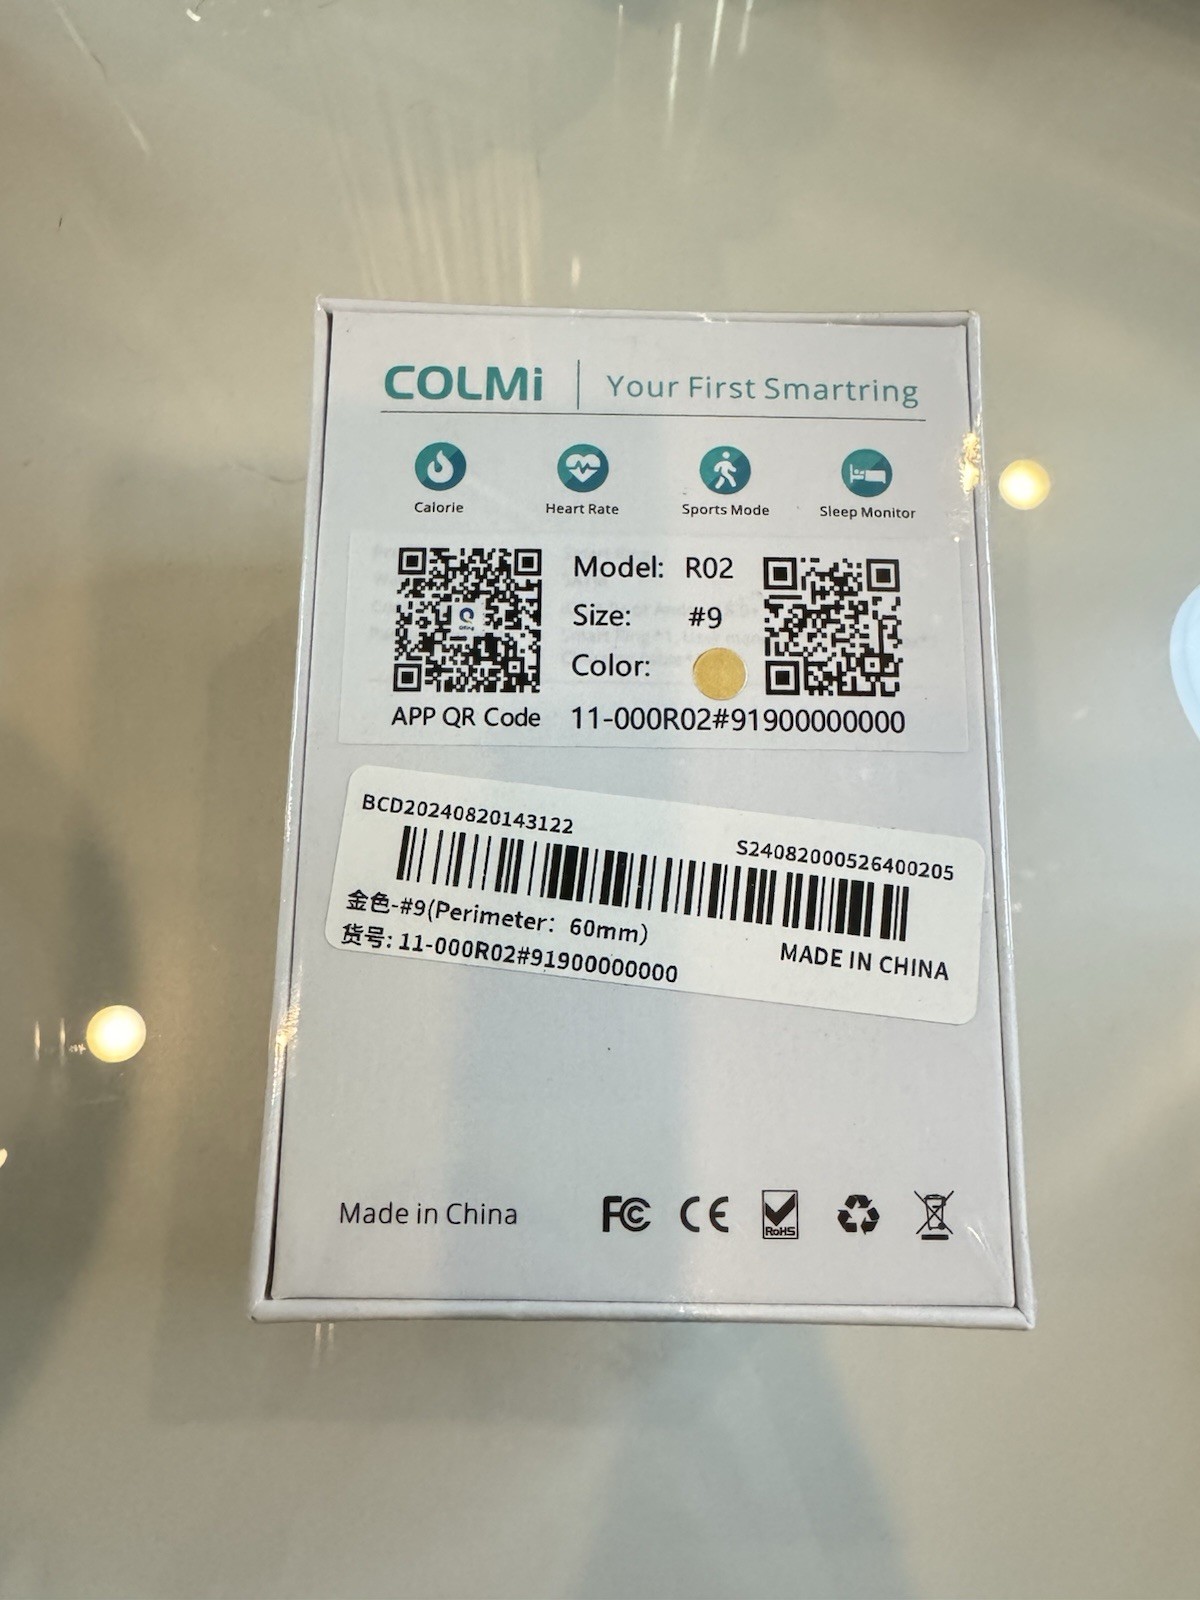 COLMi | Your First Smartring
Calorie Heart Rate Sports Mode Sleep Monitor
Model: R02
Size: #9
Color:
APP QR Code 11-000R02#91900000000
BCD20240820143122
S24082000526400205
金色-#9(Perimeter: 60mm)
货号: 11-000R02#91900000000
MADE IN CHINA
Made in China FC CE RoHS